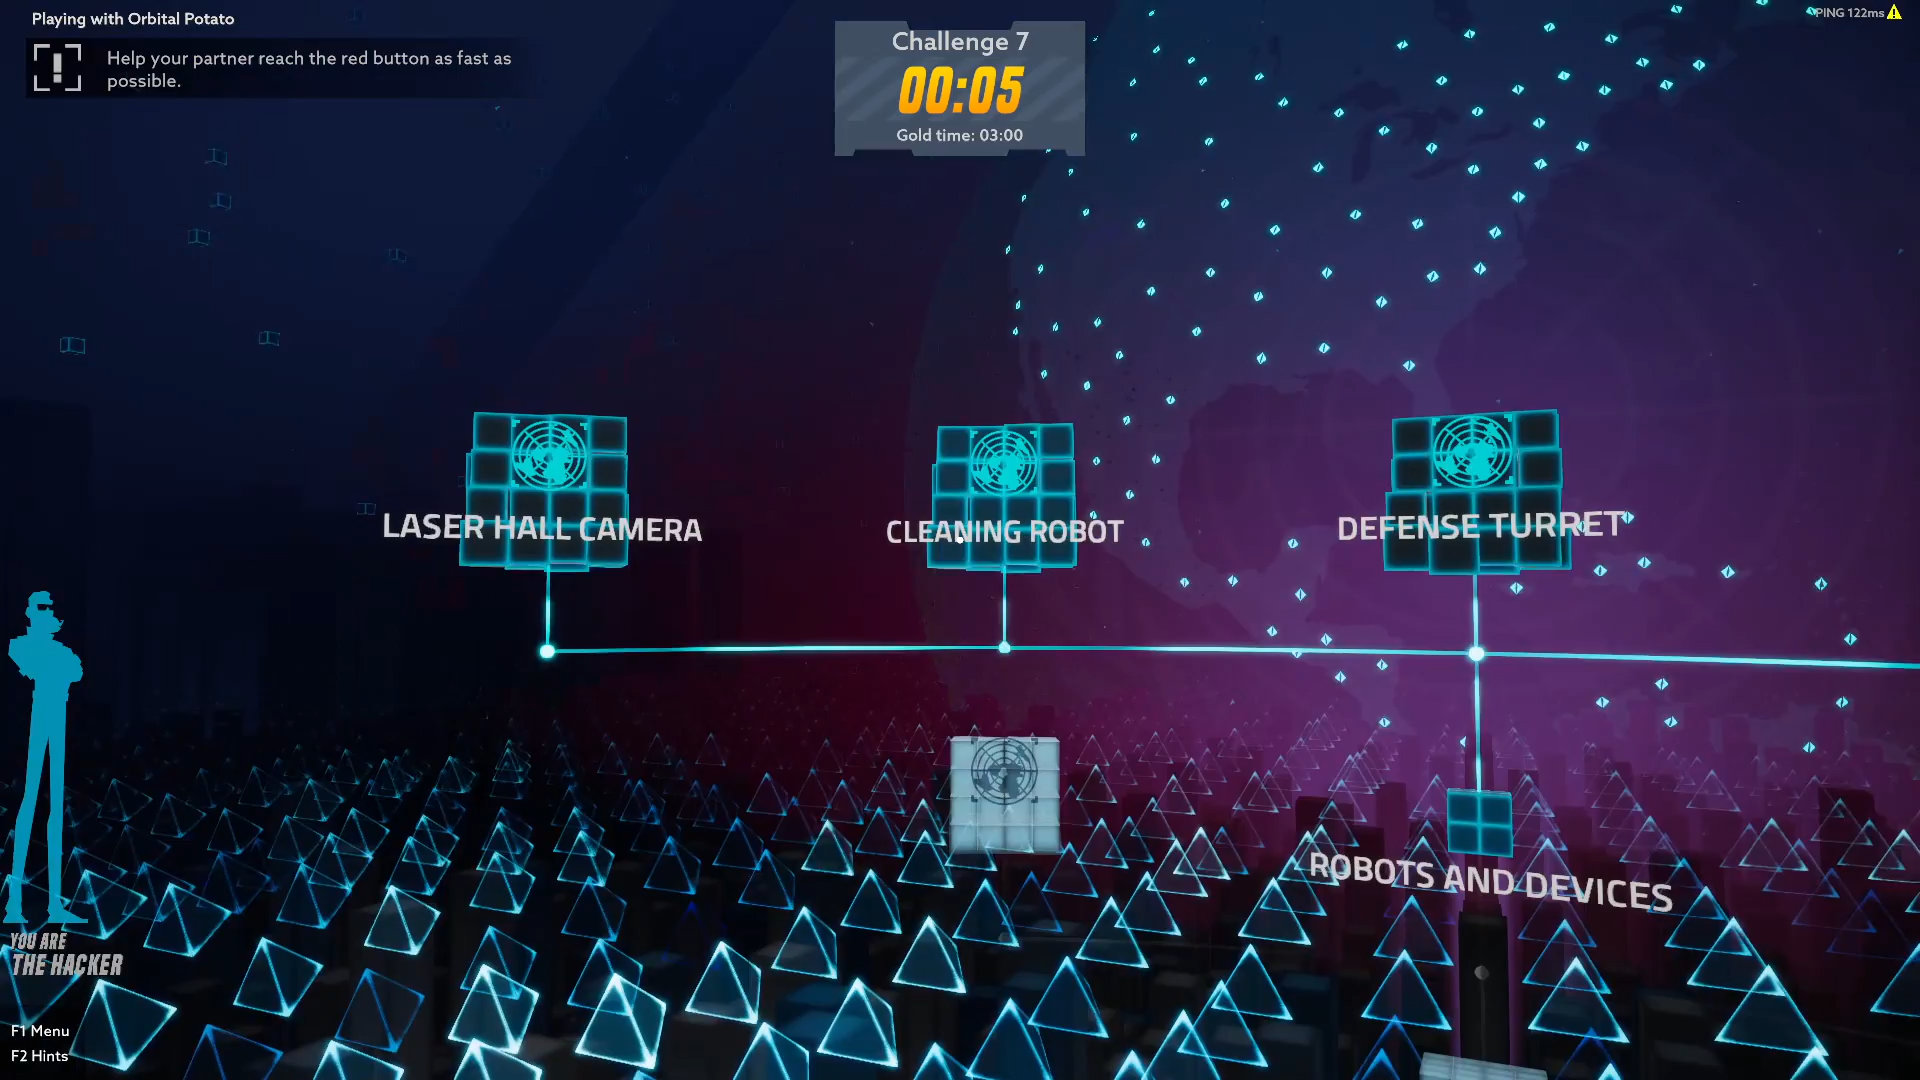 Playing with Orbital Potato
Help your partner reach the red button as fast as
possible.
Challenge 7
00:05
Gold time: 03:00
PING 122ms
LASER HALL CAMERA
CLEANING ROBOT
DEFENSE TURRET
ROBOTS AND DEVICES
YOU ARE
THE HACKER
F1 Menu
F2 Hints